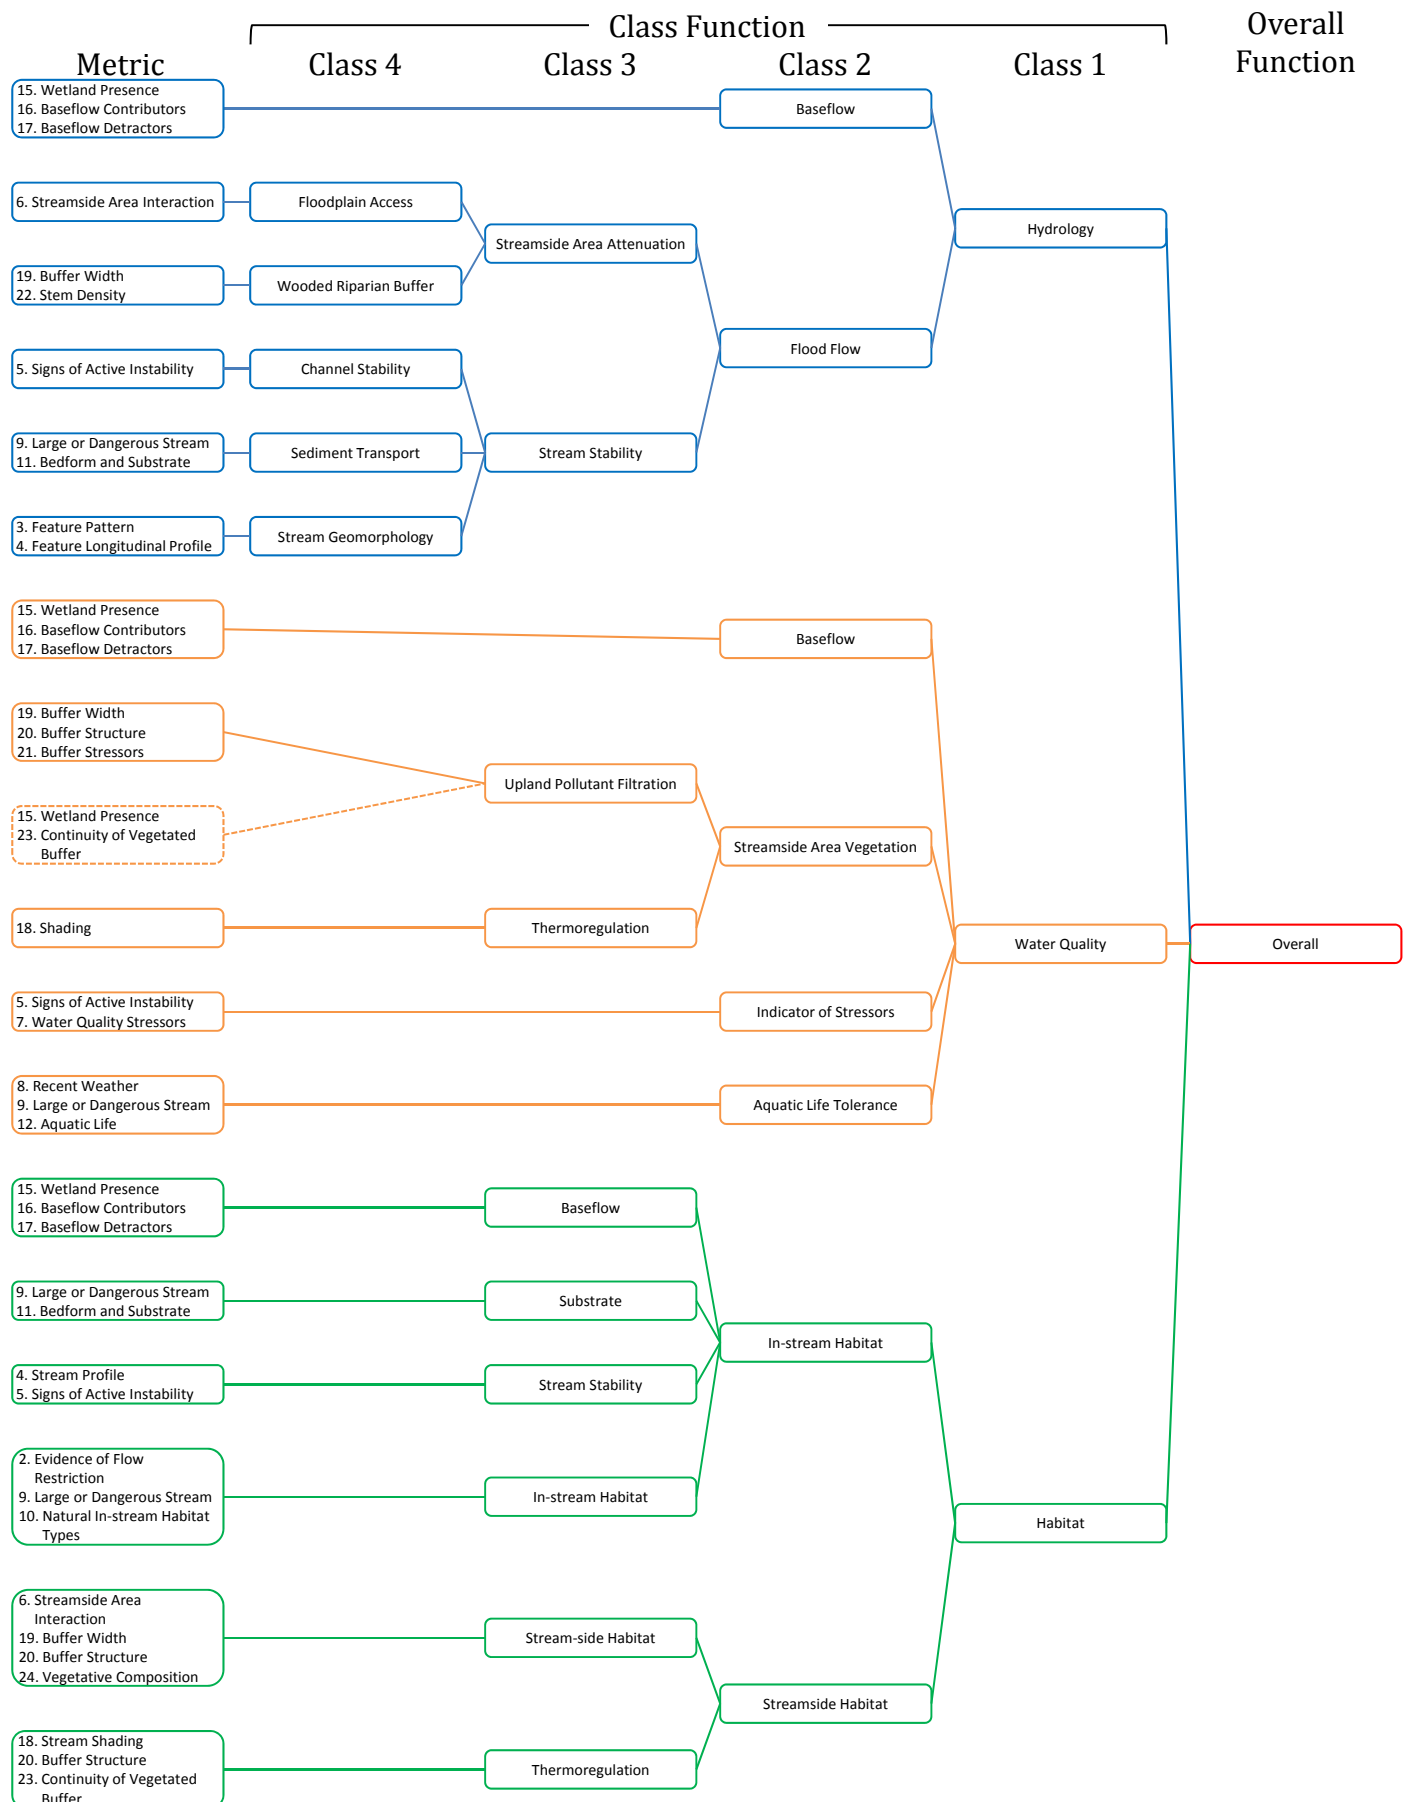 Class Function
Overall
Function
Metric
Class 4
Class 3
Class 2
Class 1
15. Wetland Presence
16. Baseflow Contributors
17. Baseflow Detractors
Baseflow
6. Streamside Area Interaction
Floodplain Access
Streamside Area Attenuation
Hydrology
19. Buffer Width
22. Stem Density
Wooded Riparian Buffer
Flood Flow
5. Signs of Active Instability
Channel Stability
9. Large or Dangerous Stream
11. Bedform and Substrate
Sediment Transport
Stream Stability
3. Feature Pattern
4. Feature Longitudinal Profile
Stream Geomorphology
15. Wetland Presence
16. Baseflow Contributors
17. Baseflow Detractors
Baseflow
19. Buffer Width
20. Buffer Structure
21. Buffer Stressors
Upland Pollutant Filtration
15. Wetland Presence
23. Continuity of Vegetated
Buffer
Streamside Area Vegetation
18. Shading
Thermoregulation
Water Quality
Overall
5. Signs of Active Instability
7. Water Quality Stressors
Indicator of Stressors
8. Recent Weather
9. Large or Dangerous Stream
12. Aquatic Life
Aquatic Life Tolerance
15. Wetland Presence
16. Baseflow Contributors
17. Baseflow Detractors
Baseflow
9. Large or Dangerous Stream
11. Bedform and Substrate
Substrate
In-stream Habitat
4. Stream Profile
5. Signs of Active Instability
Stream Stability
2. Evidence of Flow
Restriction
9. Large or Dangerous Stream
10. Natural In-stream Habitat
Types
In-stream Habitat
Habitat
6. Streamside Area
Interaction
19. Buffer Width
20. Buffer Structure
24. Vegetative Composition
Stream-side Habitat
Streamside Habitat
18. Stream Shading
20. Buffer Structure
23. Continuity of Vegetated
Buffer
Thermoregulation